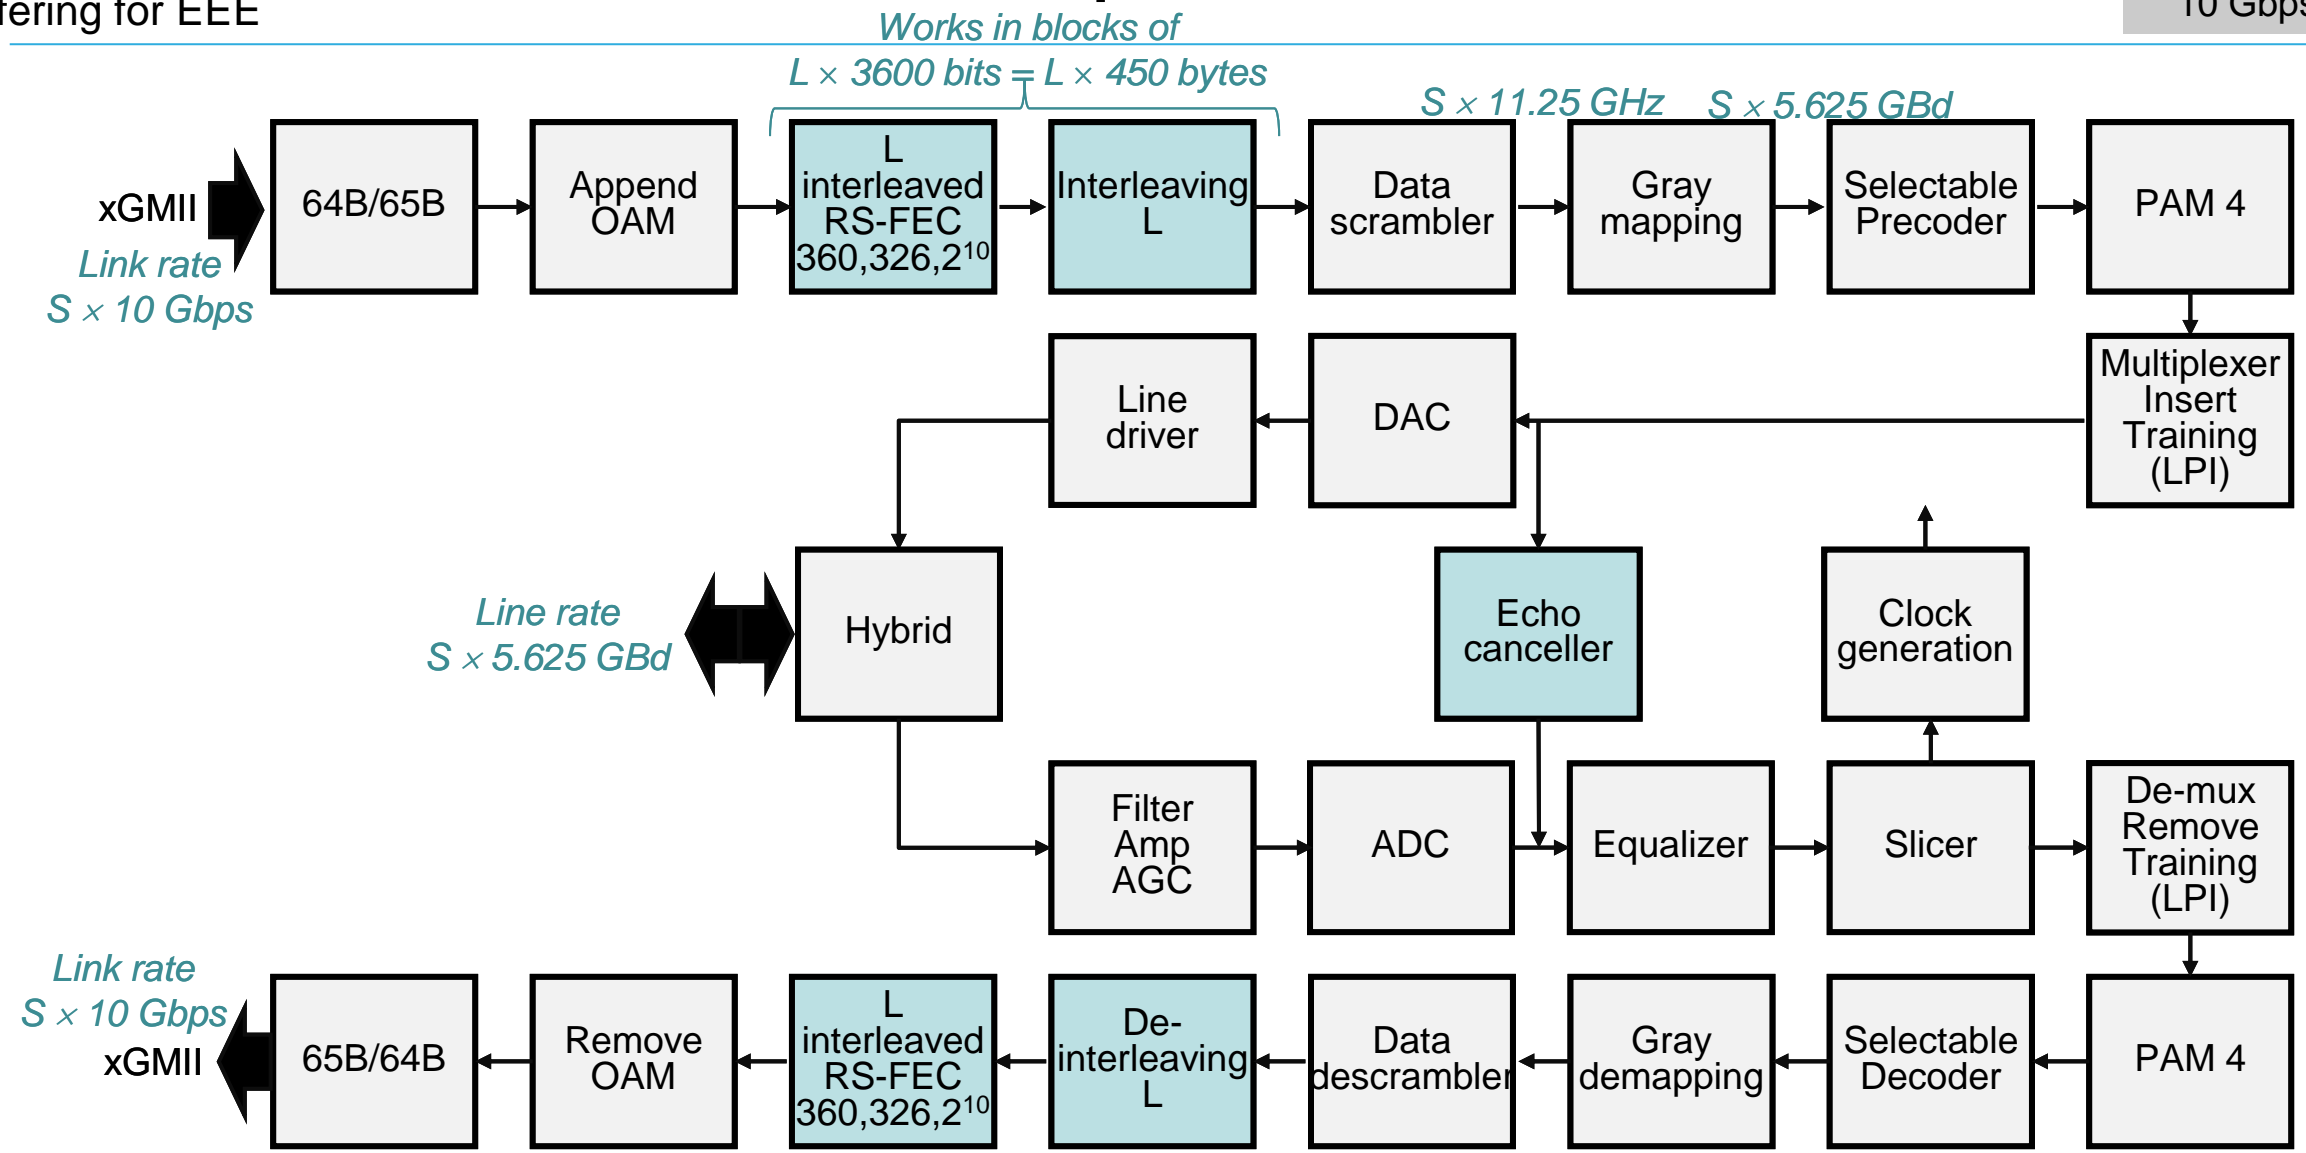 fering for EEE
10 Gbps
Works in blocks of
L × 3600 bits = L × 450 bytes
S × 11.25 GHz
S × 5.625 GBd
xGMII
Link rate
S × 10 Gbps
64B/65B
Append
OAM
L
interleaved
RS-FEC
360,326,2¹⁰
Interleaving
L
Data
scrambler
Gray
mapping
Selectable
Precoder
PAM 4
Line
driver
DAC
Multiplexer
Insert
Training
(LPI)
Line rate
S × 5.625 GBd
Hybrid
Echo
canceller
Clock
generation
Filter
Amp
AGC
ADC
Equalizer
Slicer
De-mux
Remove
Training
(LPI)
Link rate
S × 10 Gbps
xGMII
65B/64B
Remove
OAM
L
interleaved
RS-FEC
360,326,2¹⁰
De-
interleaving
L
Data
descrambler
Gray
demapping
Selectable
Decoder
PAM 4